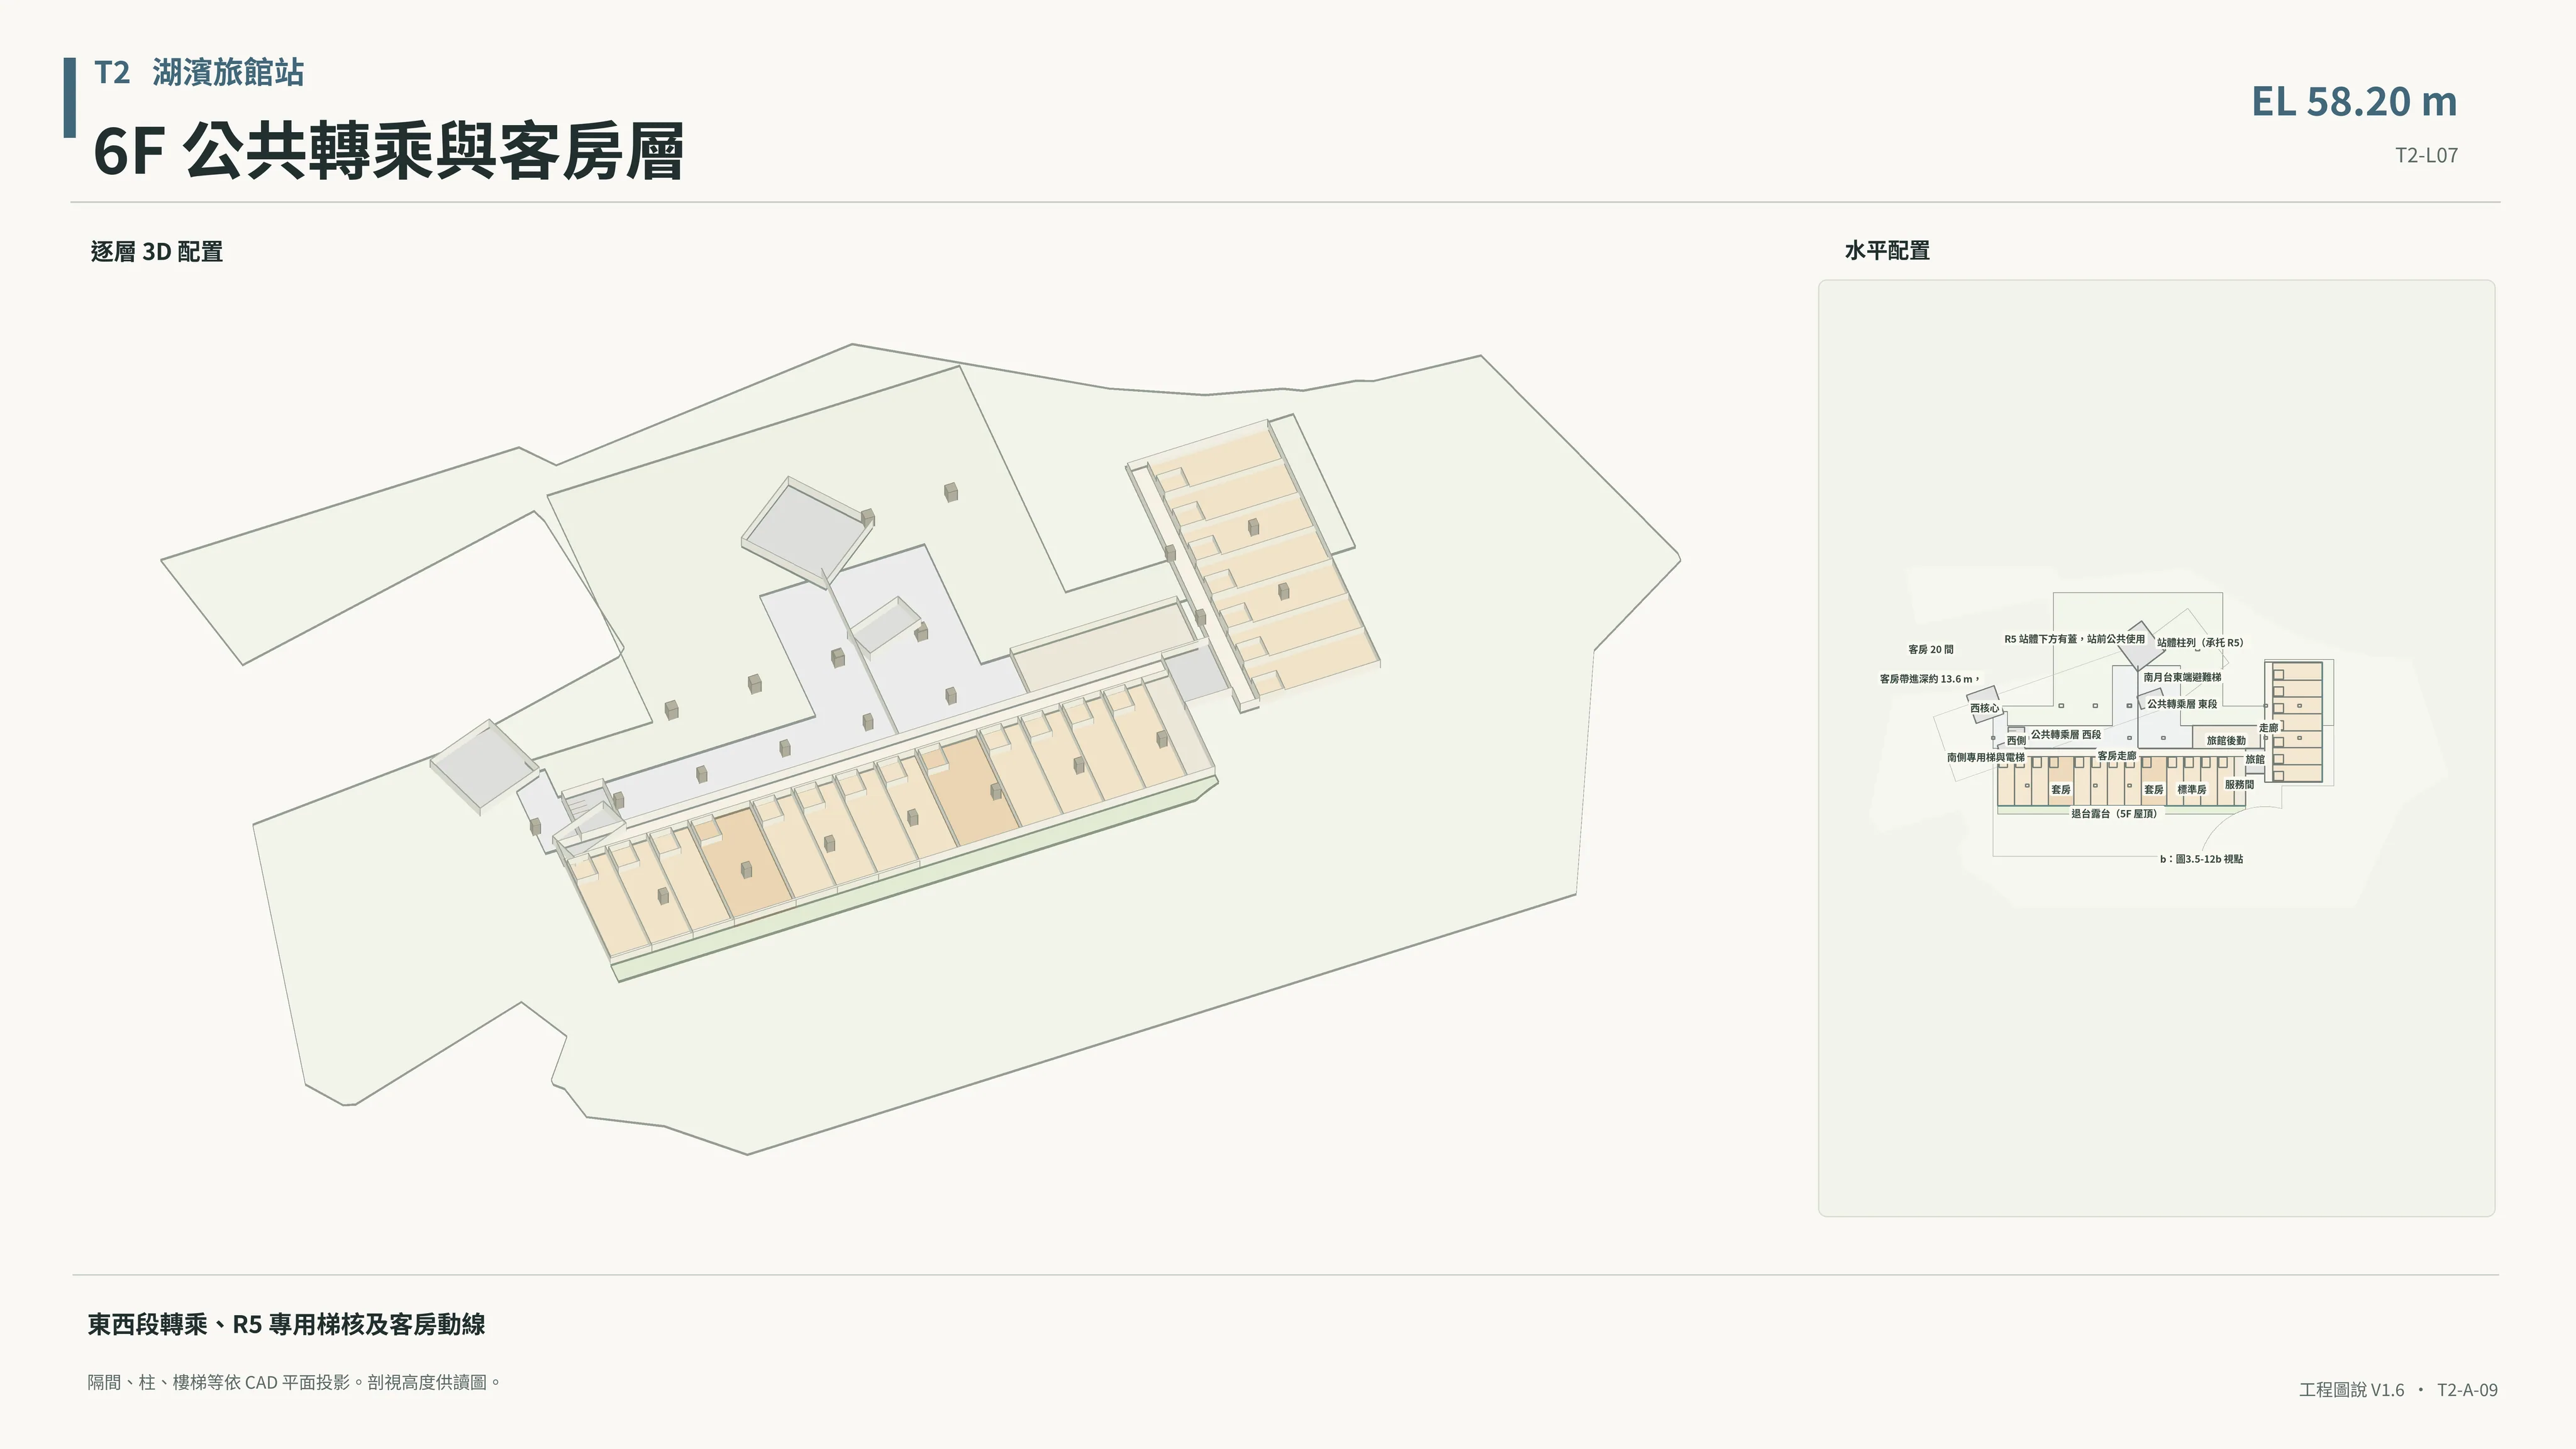 T2 湖濱旅館站
6F 公共轉乘與客房層
EL 58.20 m
T2-L07
逐層 3D 配置
水平配置
R5 站體下方有蓋，站前公共使用
站體柱列（承托 R5）
客房 20 間
客房帶進深約 13.6 m，
南月台東端避難梯
西核心
公共轉乘層 東段
走廊
公共轉乘層 西段
西側
旅館後勤
南側專用梯與電梯
客房走廊
旅館
服務間
套房
套房
標準房
退台露台（5F 屋頂）
b：圖3.5-12b 視點
東西段轉乘、R5 專用梯核及客房動線
隔間、柱、樓梯等依 CAD 平面投影。剖視高度供讀圖。
工程圖說 V1.6 • T2-A-09